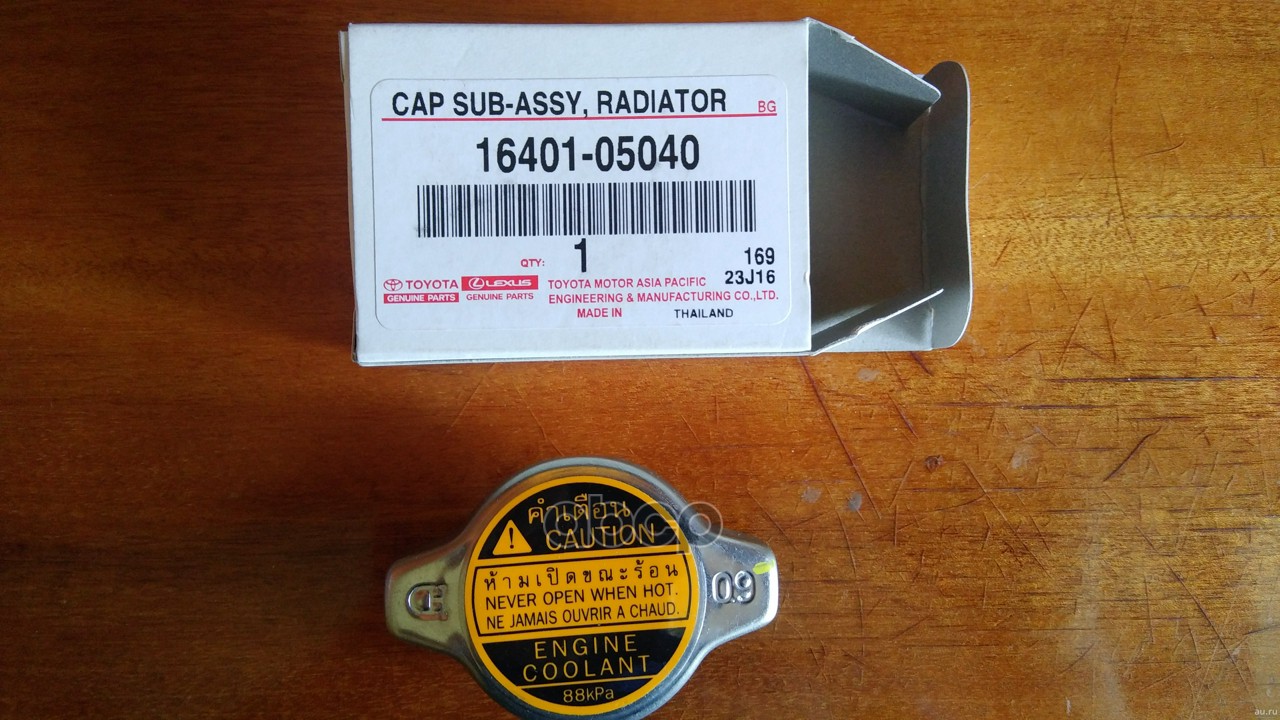 CAP SUB-ASSY, RADIATOR BG
16401-05040
QTY: 1
169
23J16
TOYOTA LEXUS
GENUINE PARTS GENUINE PARTS
TOYOTA MOTOR ASIA PACIFIC
ENGINEERING & MANUFACTURING CO.,LTD.
MADE IN THAILAND
คำเตือน
CAUTION
ห้ามเปิดขณะร้อน
NEVER OPEN WHEN HOT.
NE JAMAIS OUVRIR A CHAUD.
0.9
ENGINE
COOLANT
88kPa
au.ru